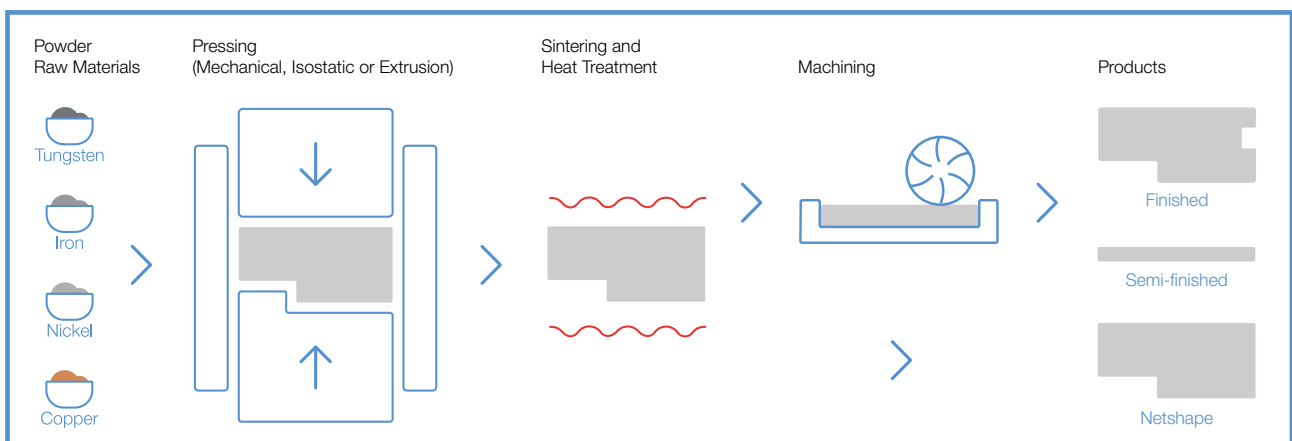 Powder
Raw Materials
Pressing
(Mechanical, Isostatic or Extrusion)
Sintering and
Heat Treatment
Machining
Products
Tungsten
Iron
Nickel
Copper
Finished
Semi-finished
Netshape